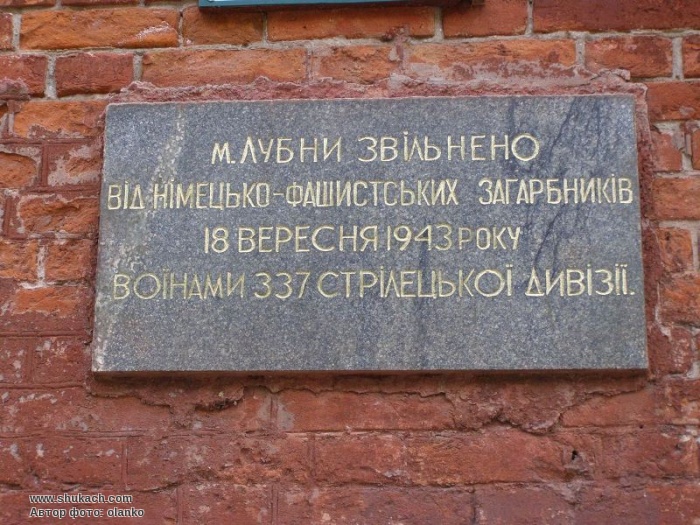 м. ЛУБНИ ЗВІЛЬНЕНО
ВІД НІМЕЦЬКО-ФАШИСТСЬКИХ ЗАГАРБНИКІВ
18 ВЕРЕСНЯ 1943 РОКУ
ВОЇНАМИ 337 СТРІЛЕЦЬКОЇ ДИВІЗІЇ.
www.shukach.com
Автор фото: olanko